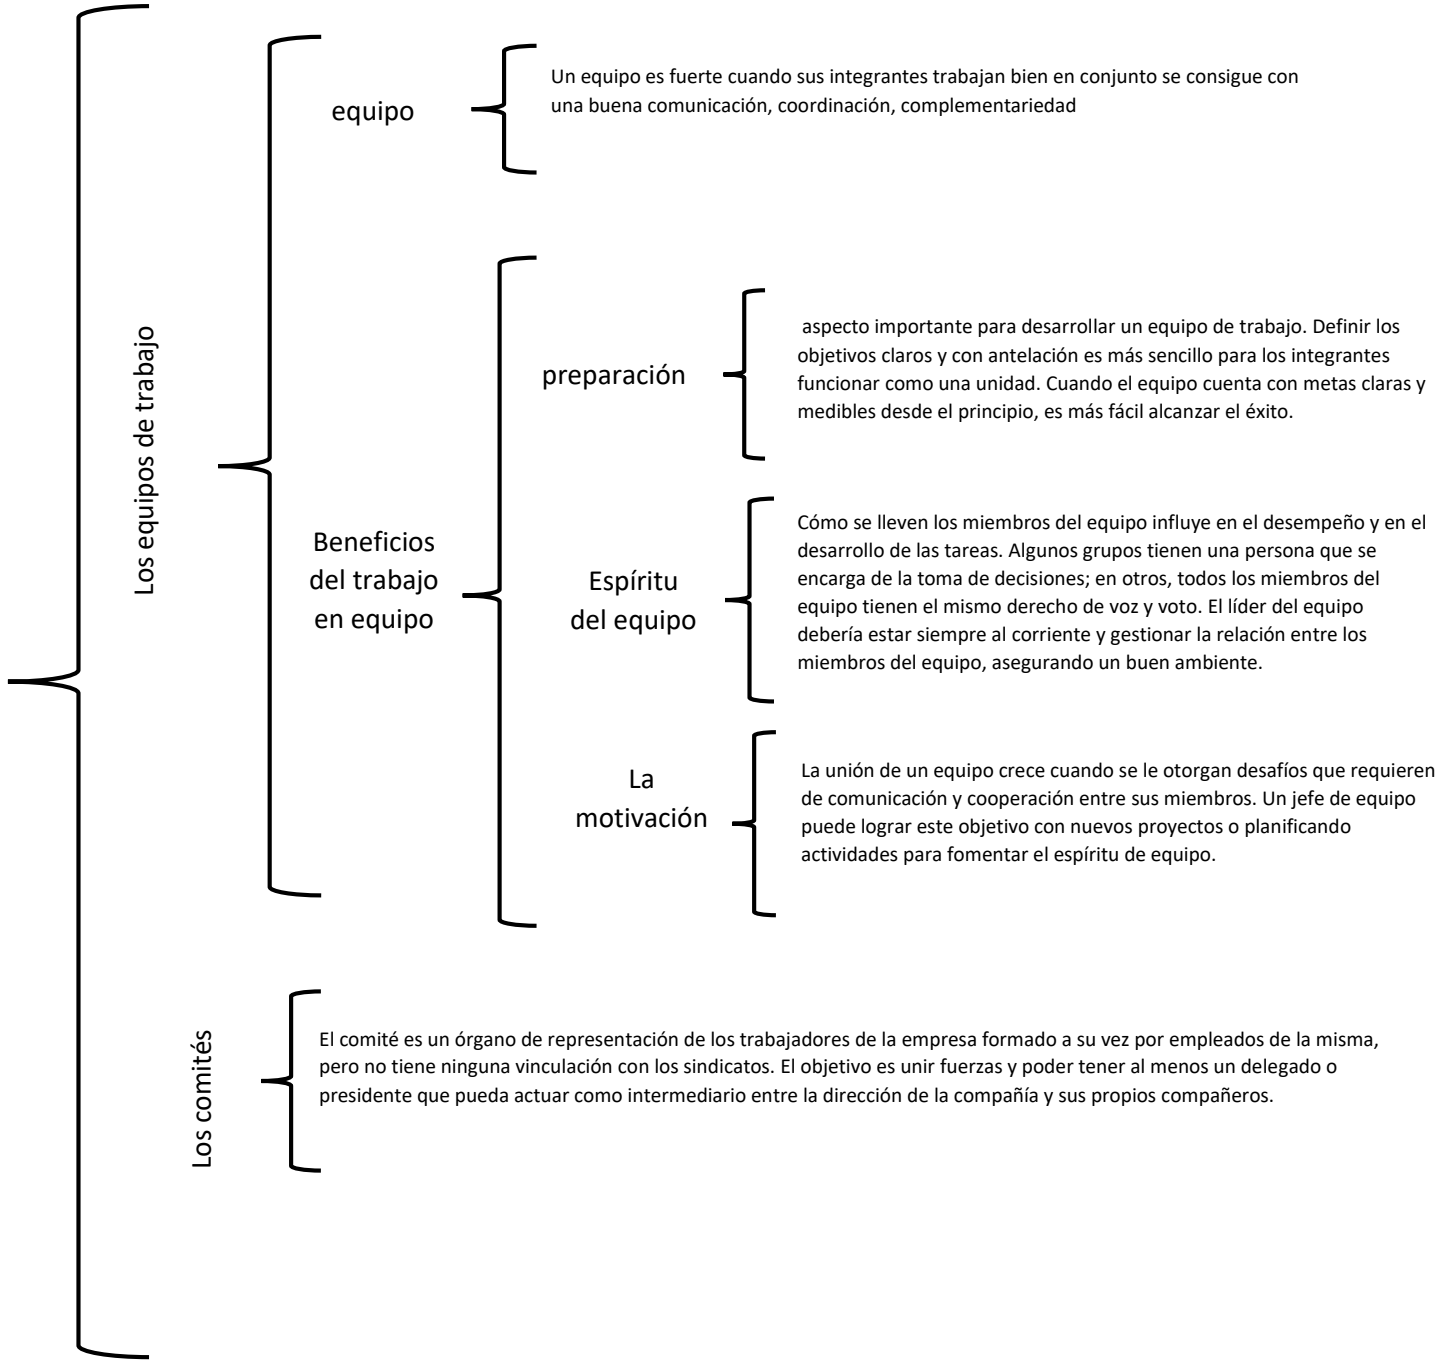 Los equipos de trabajo
equipo
Un equipo es fuerte cuando sus integrantes trabajan bien en conjunto se consigue con
una buena comunicación, coordinación, complementariedad
Beneficios
del trabajo
en equipo
preparación
aspecto importante para desarrollar un equipo de trabajo. Definir los
objetivos claros y con antelación es más sencillo para los integrantes
funcionar como una unidad. Cuando el equipo cuenta con metas claras y
medibles desde el principio, es más fácil alcanzar el éxito.
Espíritu
del equipo
Cómo se lleven los miembros del equipo influye en el desempeño y en el
desarrollo de las tareas. Algunos grupos tienen una persona que se
encarga de la toma de decisiones; en otros, todos los miembros del
equipo tienen el mismo derecho de voz y voto. El líder del equipo
debería estar siempre al corriente y gestionar la relación entre los
miembros del equipo, asegurando un buen ambiente.
La
motivación
La unión de un equipo crece cuando se le otorgan desafíos que requieren
de comunicación y cooperación entre sus miembros. Un jefe de equipo
puede lograr este objetivo con nuevos proyectos o planificando
actividades para fomentar el espíritu de equipo.
Los comités
El comité es un órgano de representación de los trabajadores de la empresa formado a su vez por empleados de la misma,
pero no tiene ninguna vinculación con los sindicatos. El objetivo es unir fuerzas y poder tener al menos un delegado o
presidente que pueda actuar como intermediario entre la dirección de la compañía y sus propios compañeros.